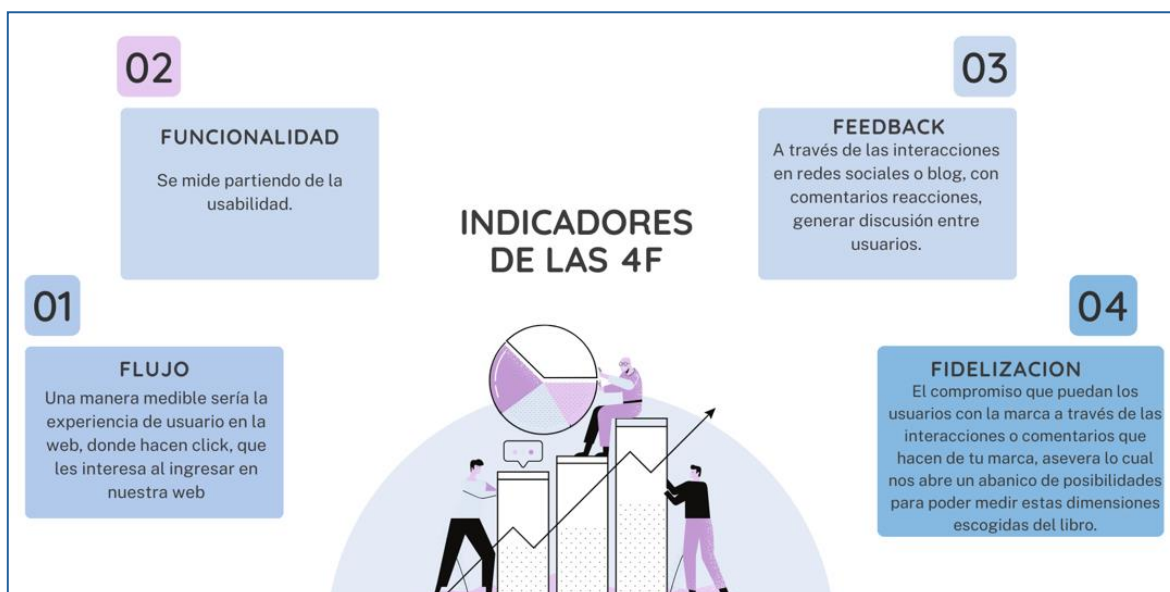 INDICADORES
DE LAS 4F
01
FLUJO
Una manera medible sería la
experiencia de usuario en la
web, donde hacen click, que
les interesa al ingresar en
nuestra web
02
FUNCIONALIDAD
Se mide partiendo de la
usabilidad.
03
FEEDBACK
A través de las interacciones
en redes sociales o blog, con
comentarios reacciones,
generar discusión entre
usuarios.
04
FIDELIZACION
El compromiso que puedan los
usuarios con la marca a través de las
interacciones o comentarios que
hacen de tu marca, asevera lo cual
nos abre un abanico de posibilidades
para poder medir estas dimensiones
escogidas del libro.